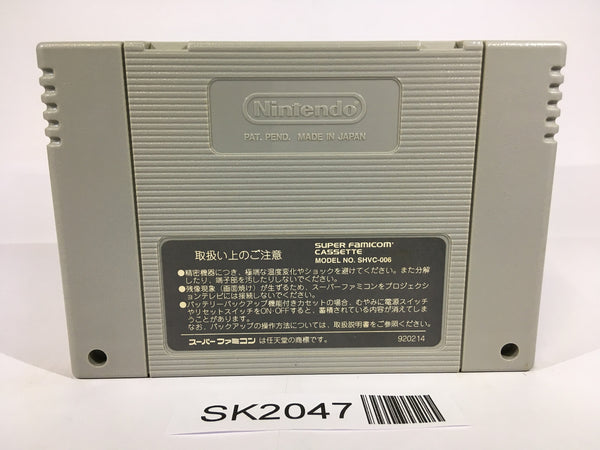 Nintendo
PAT. PEND. MADE IN JAPAN
取扱い上のご注意
SUPER FAMICOM
CASSETTE
MODEL NO. SHVC-006
●精密機器につき、極端な温度変化やショックを避けてください。また分解
したり、端子部を汚したりしないでください。
●残像現象（画面焼け）が生ずるため、スーパーファミコンをプロジェクシ
ョンテレビには接続しないでください。
●バッテリーバックアップ機能付きカセットの場合、むやみに電源スイッチ
やリセットスイッチをON・OFFすると、蓄積されている内容が消えてしま
うことがあります。
なお、バックアップの操作方法については、取扱説明書をご参照ください。
スーパーファミコン は任天堂の商標です。
920214
SK2047